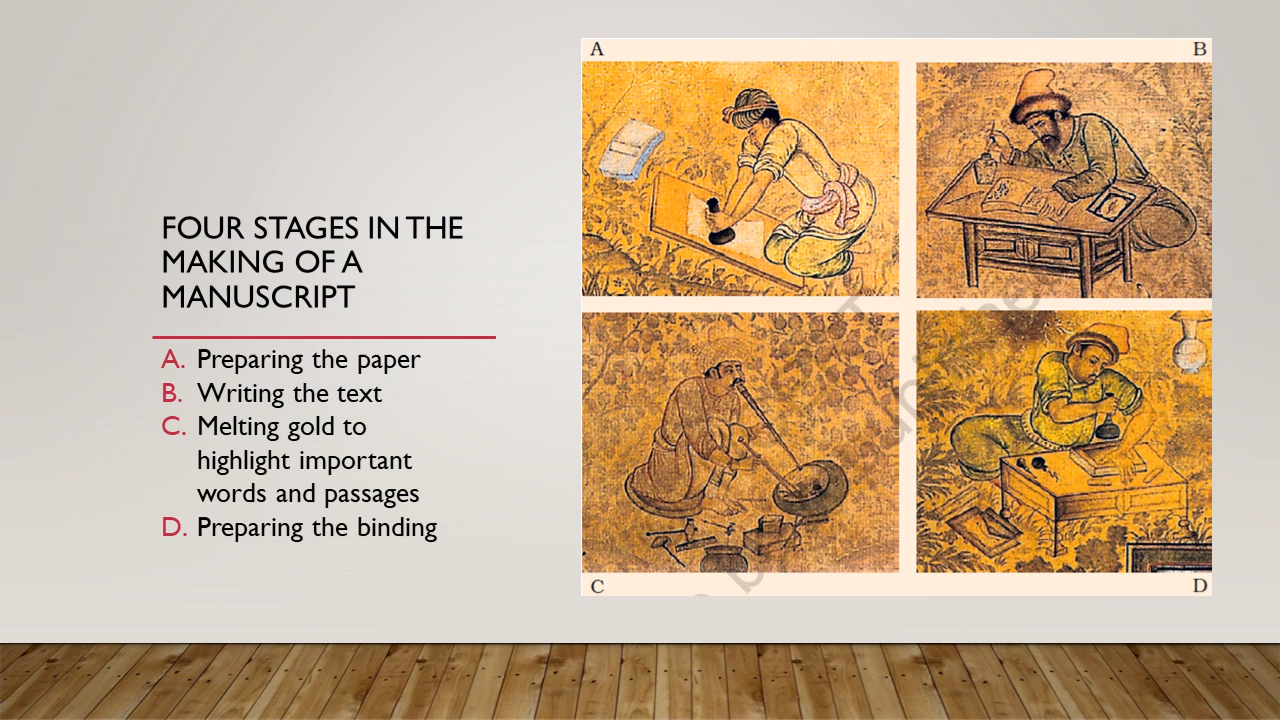 FOUR STAGES IN THE
MAKING OF A
MANUSCRIPT
A. Preparing the paper
B. Writing the text
C. Melting gold to
highlight important
words and passages
D. Preparing the binding
A
B
C
D